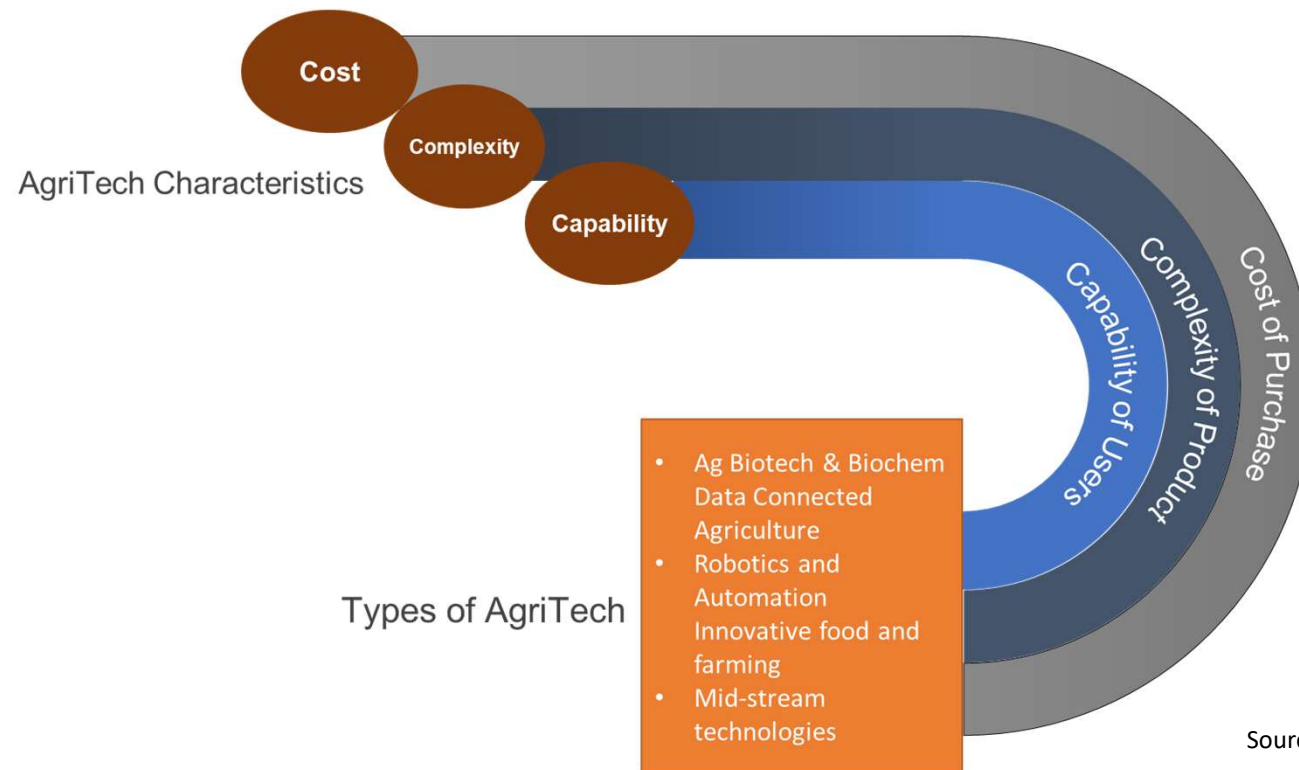 Cost
Complexity
AgriTech Characteristics
Capability
Capability of Users
Complexity of Product
Cost of Purchase
Types of AgriTech
• Ag Biotech & Biochem
Data Connected
Agriculture
• Robotics and
Automation
Innovative food and
farming
• Mid-stream
technologies